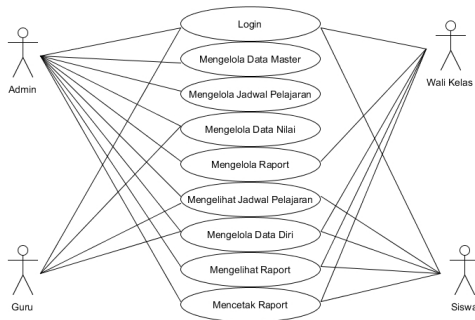 Login
Mengelola Data Master
Admin
Wali Kelas
Mengelola Jadwal Pelajaran
Mengelola Data Nilai
Mengelola Raport
Mengelihat Jadwal Pelajaran
Mengelola Data Diri
Mengelihat Raport
Guru
Mencetak Raport
Siswa